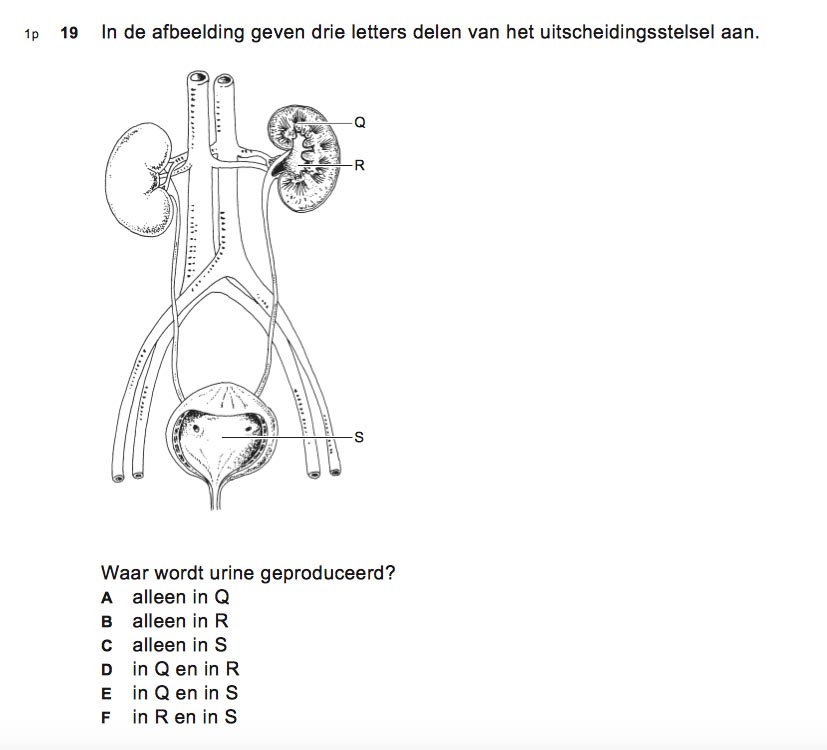 1p 19 In de afbeelding geven drie letters delen van het uitscheidingsstelsel aan.
Q
R
S
Waar wordt urine geproduceerd?
A alleen in Q
B alleen in R
C alleen in S
D in Q en in R
E in Q en in S
F in R en in S